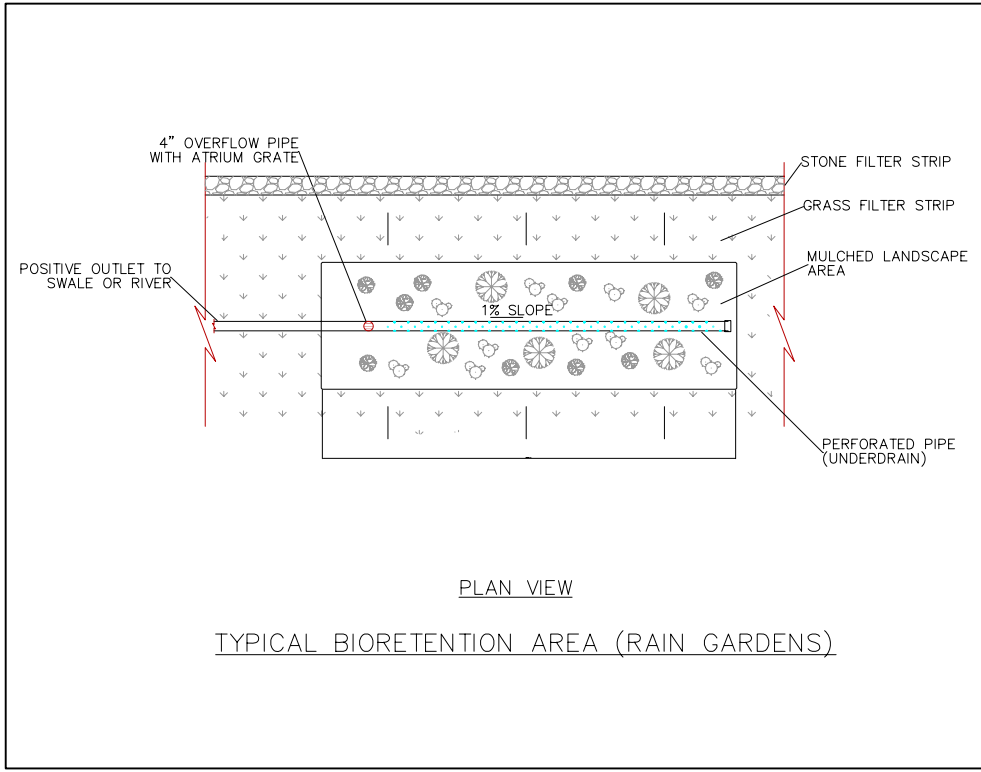 4” OVERFLOW PIPE
WITH ATRIUM GRATE
STONE FILTER STRIP
GRASS FILTER STRIP
MULCHED LANDSCAPE
AREA
POSITIVE OUTLET TO
SWALE OR RIVER
1% SLOPE
PERFORATED PIPE
(UNDERDRAIN)
PLAN VIEW
TYPICAL BIORETENTION AREA (RAIN GARDENS)